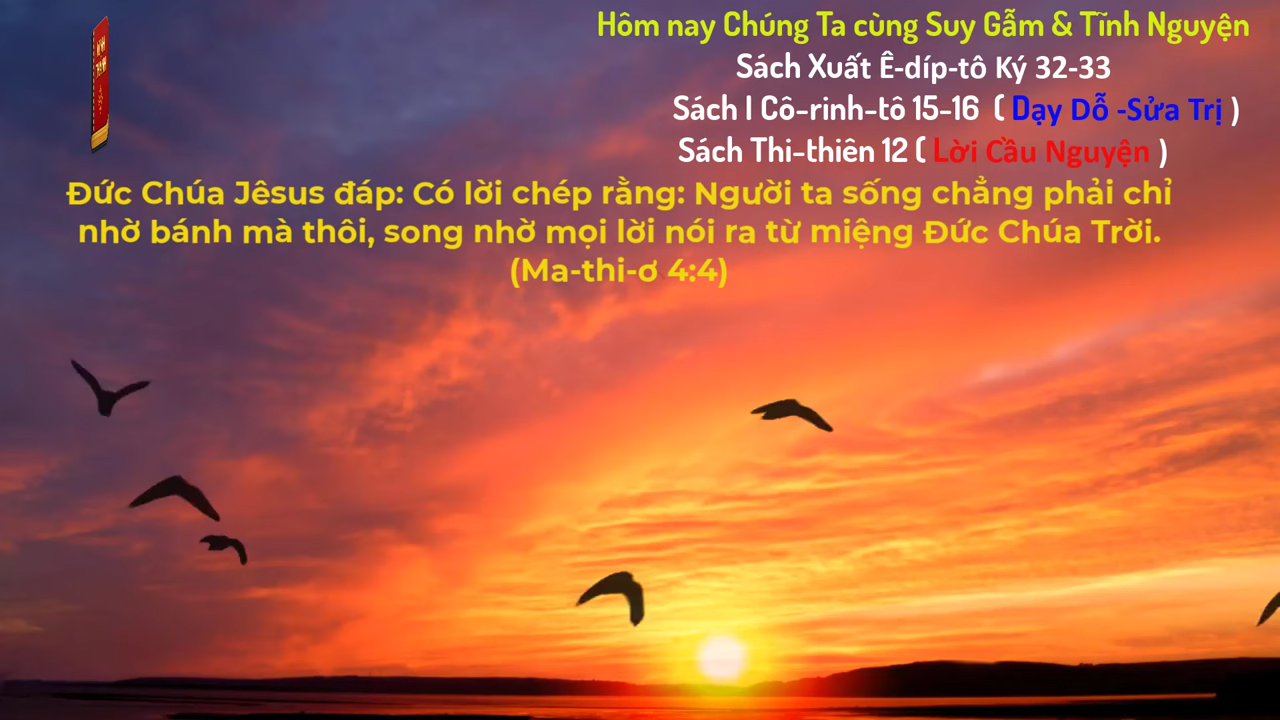 Hôm nay Chúng Ta cùng Suy Gẫm & Tĩnh Nguyện
Sách Xuất Ê-díp-tô Ký 32-33
Sách I Cô-rinh-tô 15-16 ( Dạy Dỗ -Sửa Trị )
Sách Thi-thiên 12 ( Lời Cầu Nguyện )
Đức Chúa Jêsus đáp: Có lời chép rằng: Người ta sống chẳng phải chỉ
nhờ bánh mà thôi, song nhờ mọi lời nói ra từ miệng Đức Chúa Trời.
(Ma-thi-ơ 4:4)